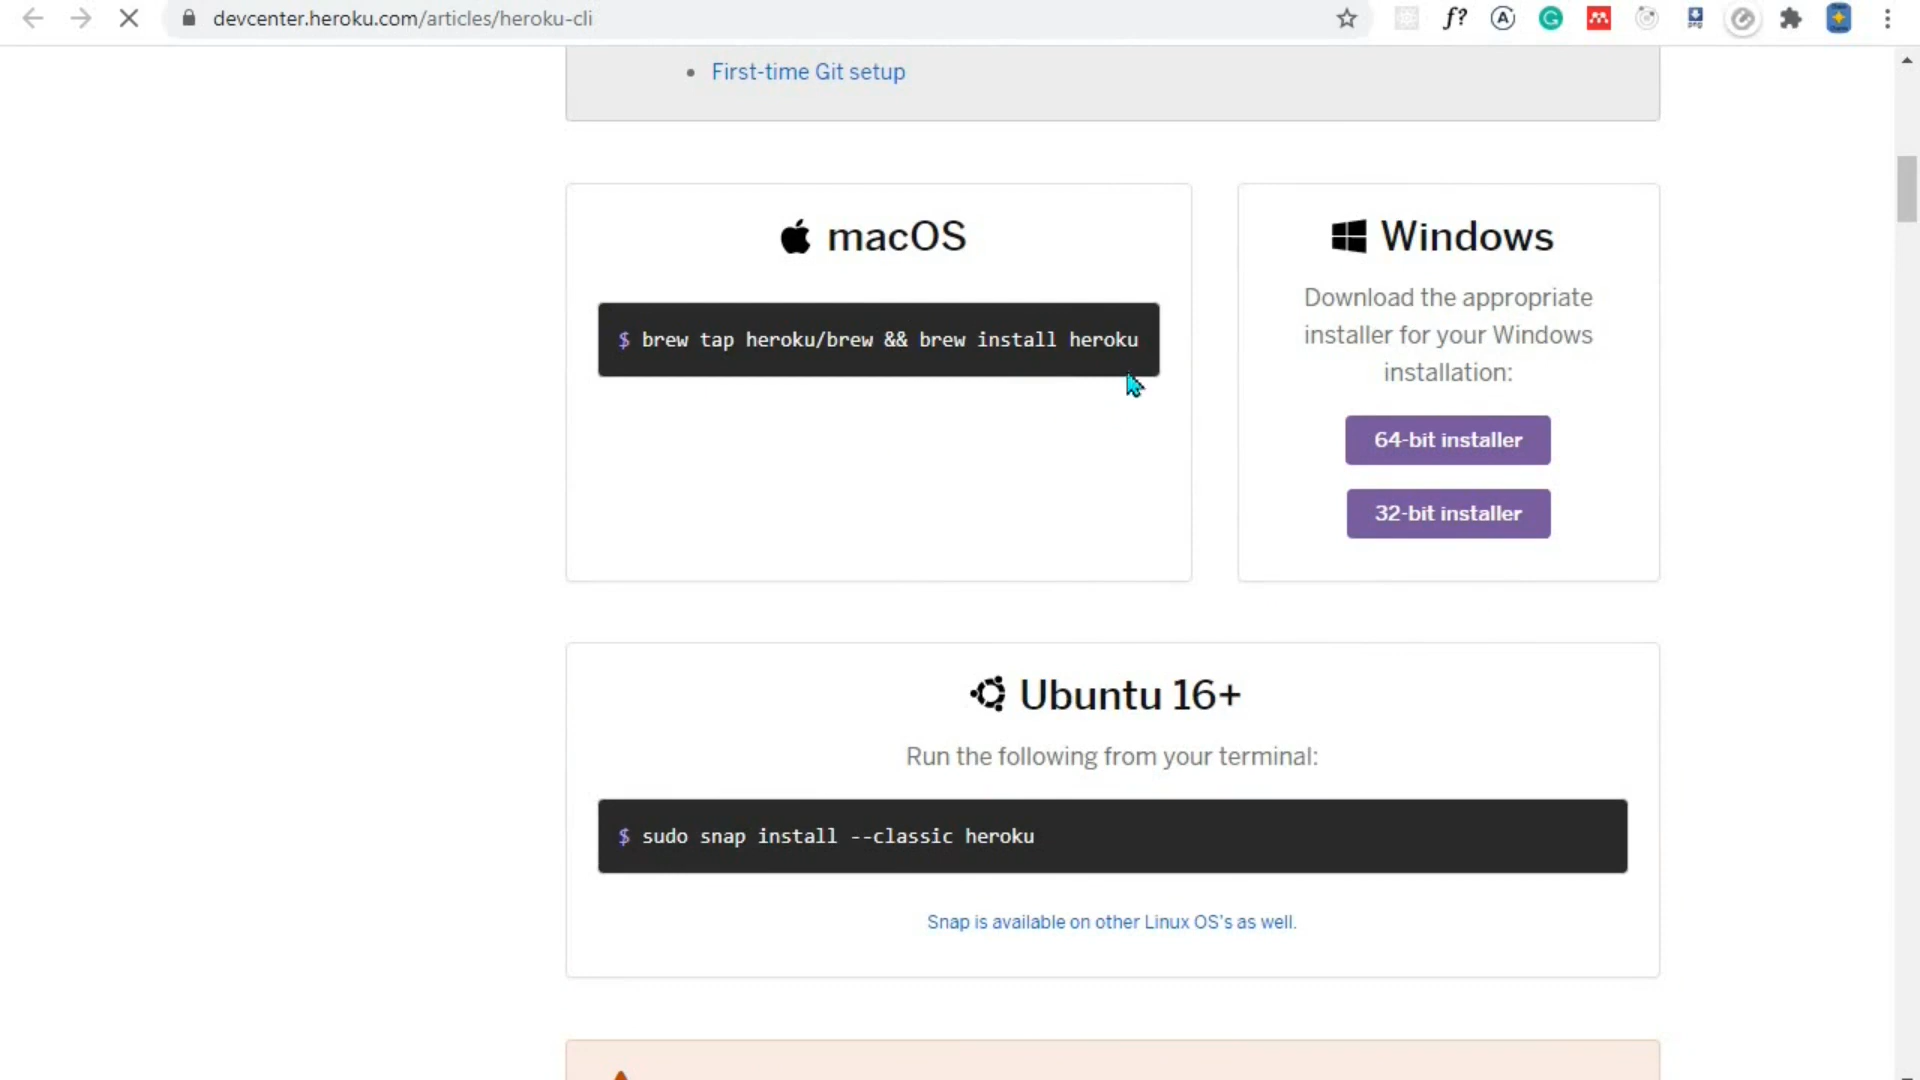 devcenter.heroku.com/articles/heroku-cli
f?
A
G
First-time Git setup
macOS
$ brew tap heroku/brew && brew install heroku
Windows
Download the appropriate
installer for your Windows
installation:
64-bit installer
32-bit installer
Ubuntu 16+
Run the following from your terminal:
$ sudo snap install --classic heroku
Snap is available on other Linux OS's as well.